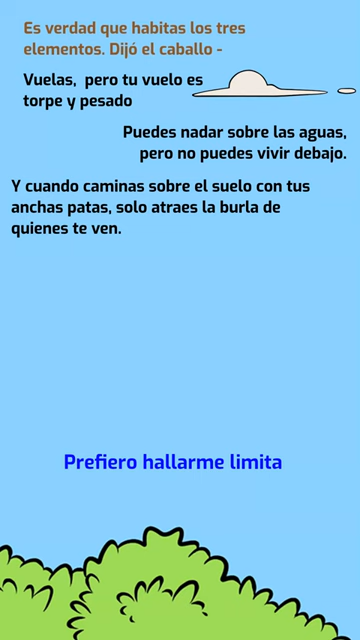 Es verdad que habitas los tres
elementos. Dijó el caballo -
Vuelas,  pero tu vuelo es
torpe y pesado
Puedes nadar sobre las aguas,
pero no puedes vivir debajo.
Y cuando caminas sobre el suelo con tus
anchas patas, solo atraes la burla de
quienes te ven.
Prefiero hallarme limita